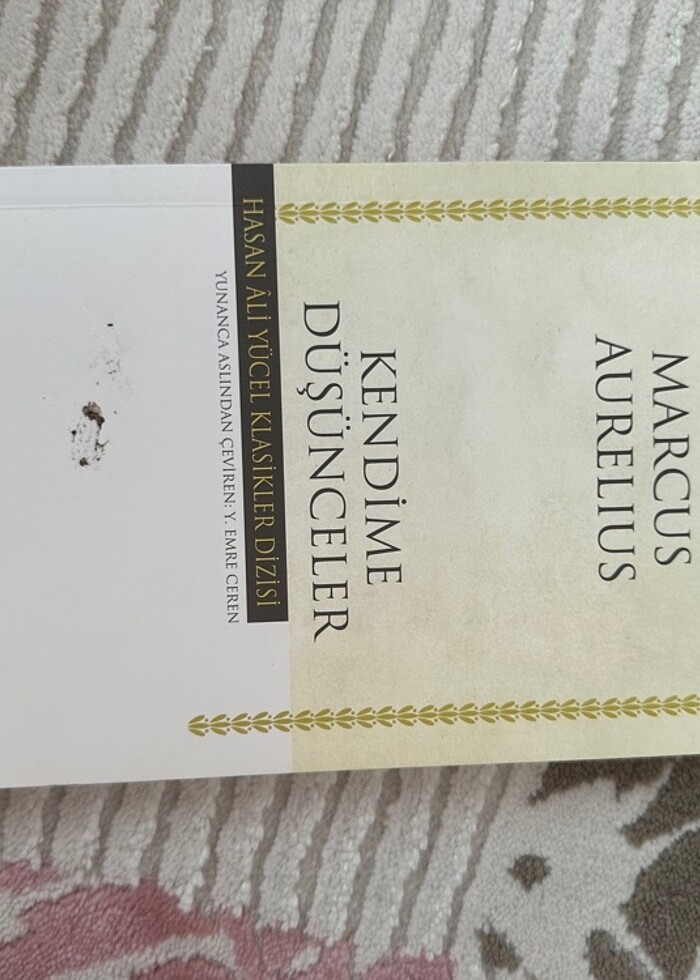 MARCUS
AURELIUS
KENDİME
DÜŞÜNCELER
HASAN ÂLİ YÜCEL KLASİKLER DİZİSİ
YUNANCA ASLINDAN ÇEVİREN: Y. EMRE CEREN